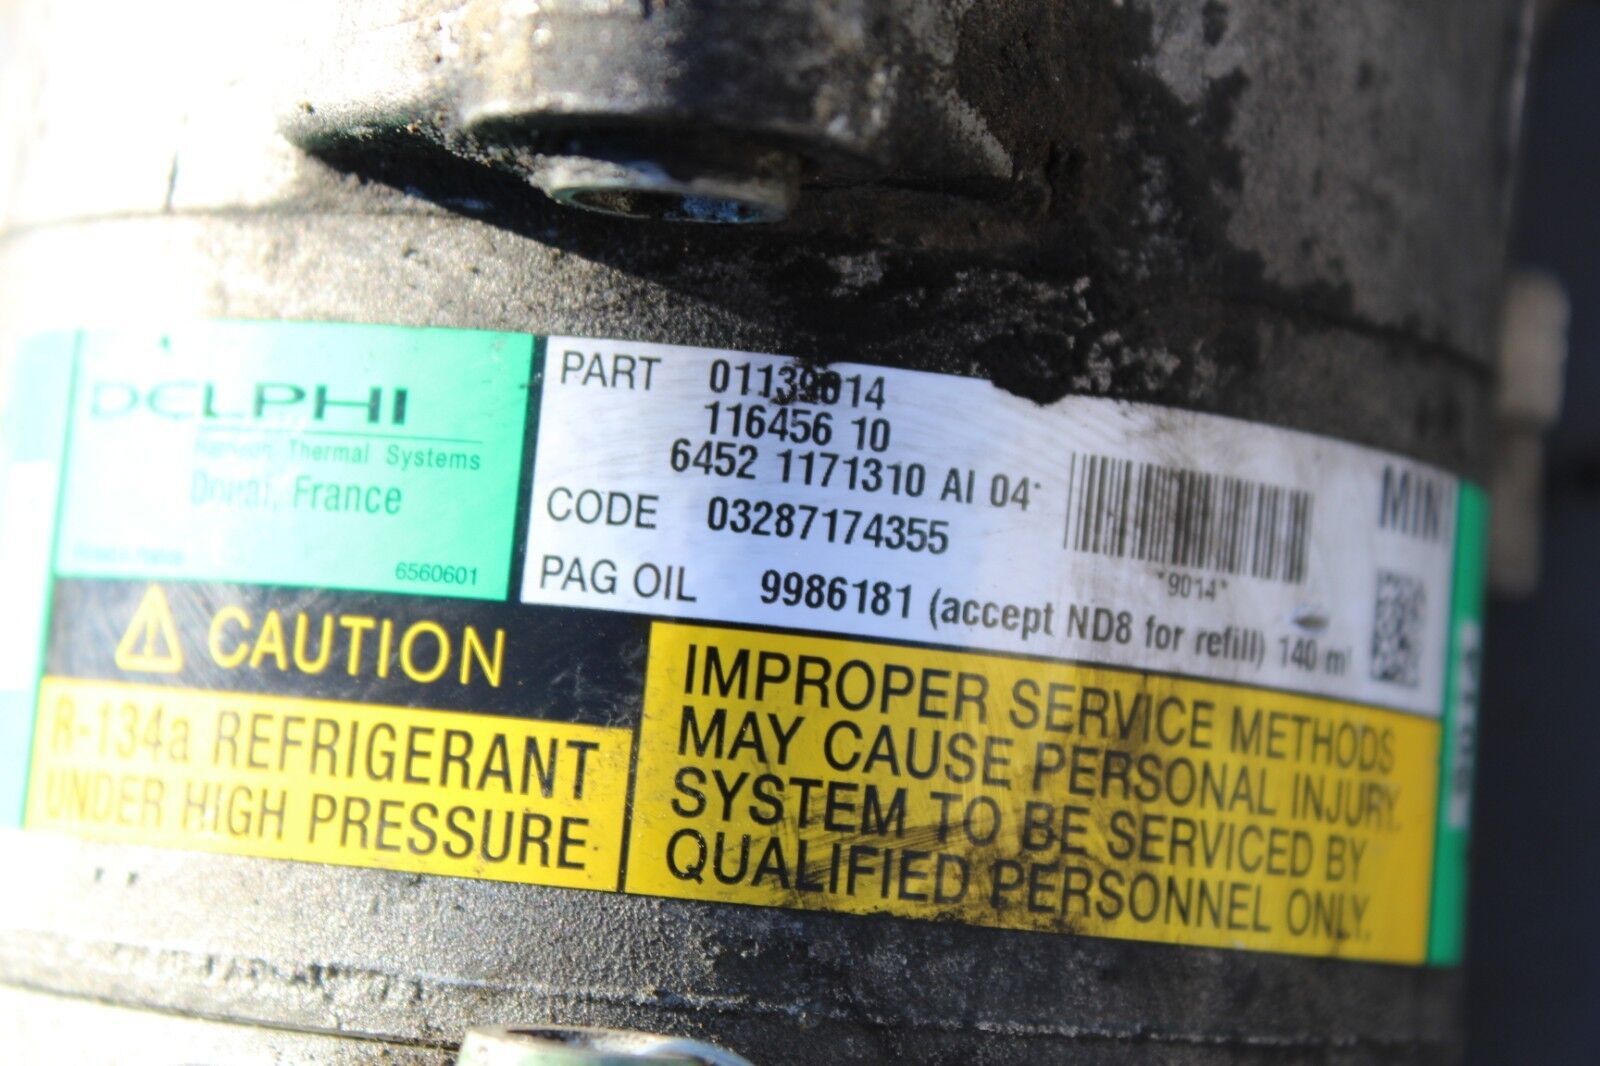 DELPHI
Harrison Thermal Systems
Douai, France
6560601
PART 01139014
116456 10
6452 1171310 AI 04
CODE 03287174355
PAG OIL 9986181 (accept ND8 for refill) 140 ml
*9014*
MINI
CAUTION
R-134a REFRIGERANT
UNDER HIGH PRESSURE
IMPROPER SERVICE METHODS
MAY CAUSE PERSONAL INJURY.
SYSTEM TO BE SERVICED BY
QUALIFIED PERSONNEL ONLY.